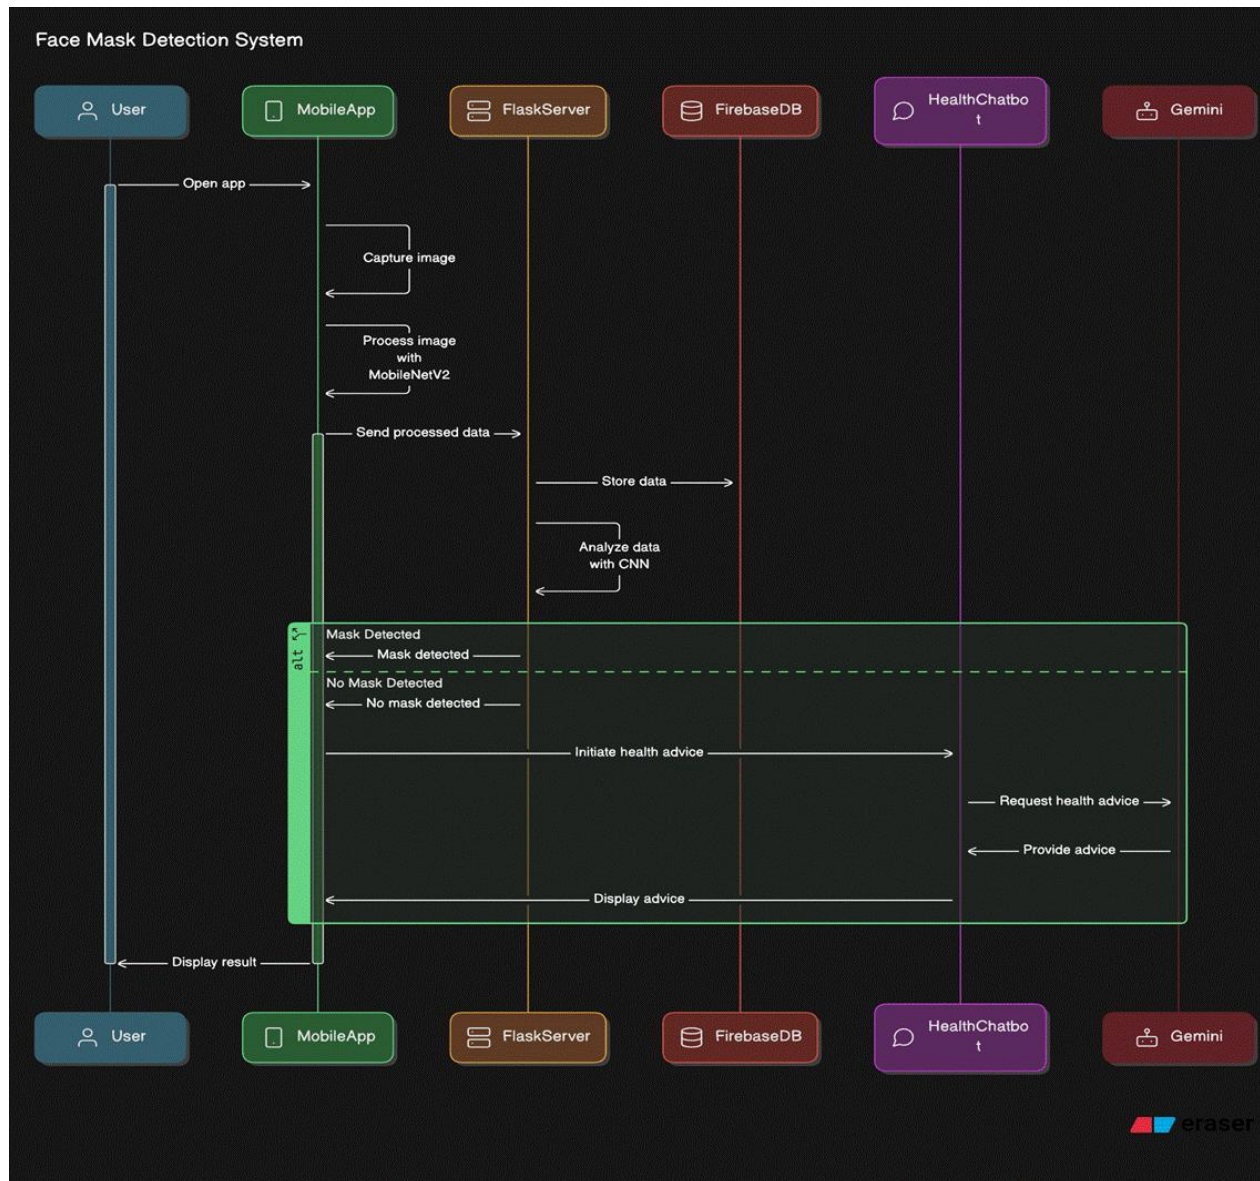 Face Mask Detection System
User
MobileApp
FlaskServer
FirebaseDB
HealthChatbo
t
Gemini
Open app
Capture image
Process image
with
MobileNetV2
Send processed data
Store data
Analyze data
with CNN
alt
Mask Detected
Mask detected
No Mask Detected
No mask detected
Initiate health advice
Request health advice
Provide advice
Display advice
Display result
User
MobileApp
FlaskServer
FirebaseDB
HealthChatbo
t
Gemini
eraser